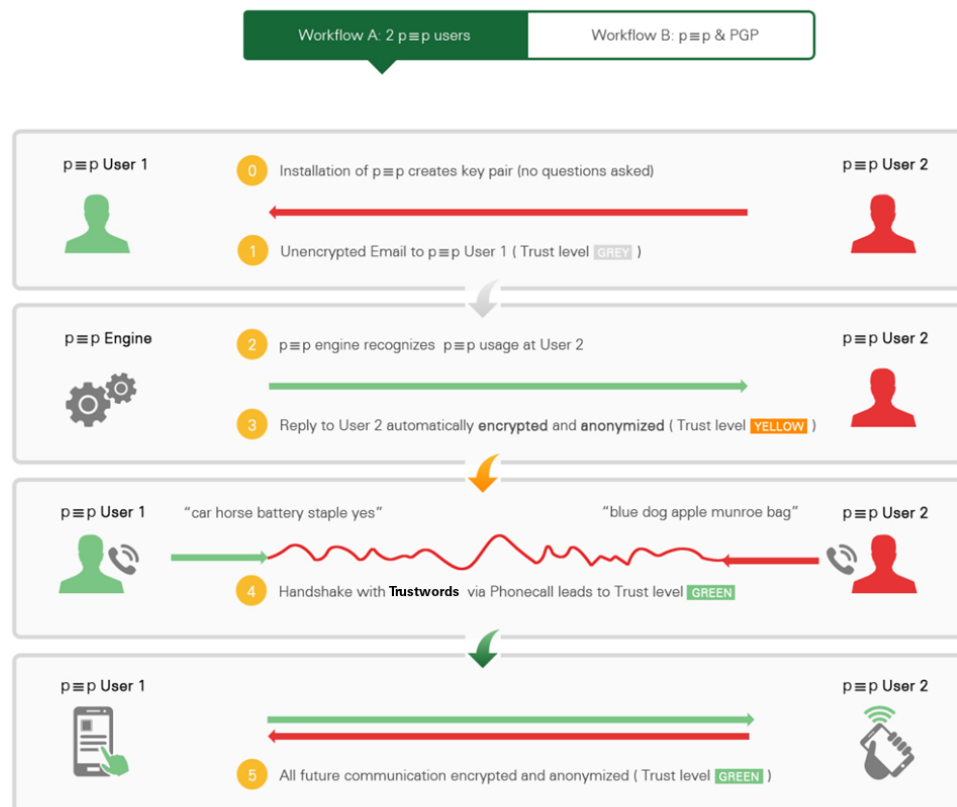 Workflow A: 2 p≡p users
Workflow B: p≡p & PGP
p≡p User 1
0
Installation of p≡p creates key pair (no questions asked)
p≡p User 2
1
Unencrypted Email to p≡p User 1 ( Trust level GREY )
p≡p Engine
2
p≡p engine recognizes p≡p usage at User 2
p≡p User 2
3
Reply to User 2 automatically encrypted and anonymized ( Trust level YELLOW )
p≡p User 1
"car horse battery staple yes"
"blue dog apple munroe bag"
p≡p User 2
4
Handshake with Trustwords via Phonecall leads to Trust level GREEN
p≡p User 1
p≡p User 2
5
All future communication encrypted and anonymized ( Trust level GREEN )